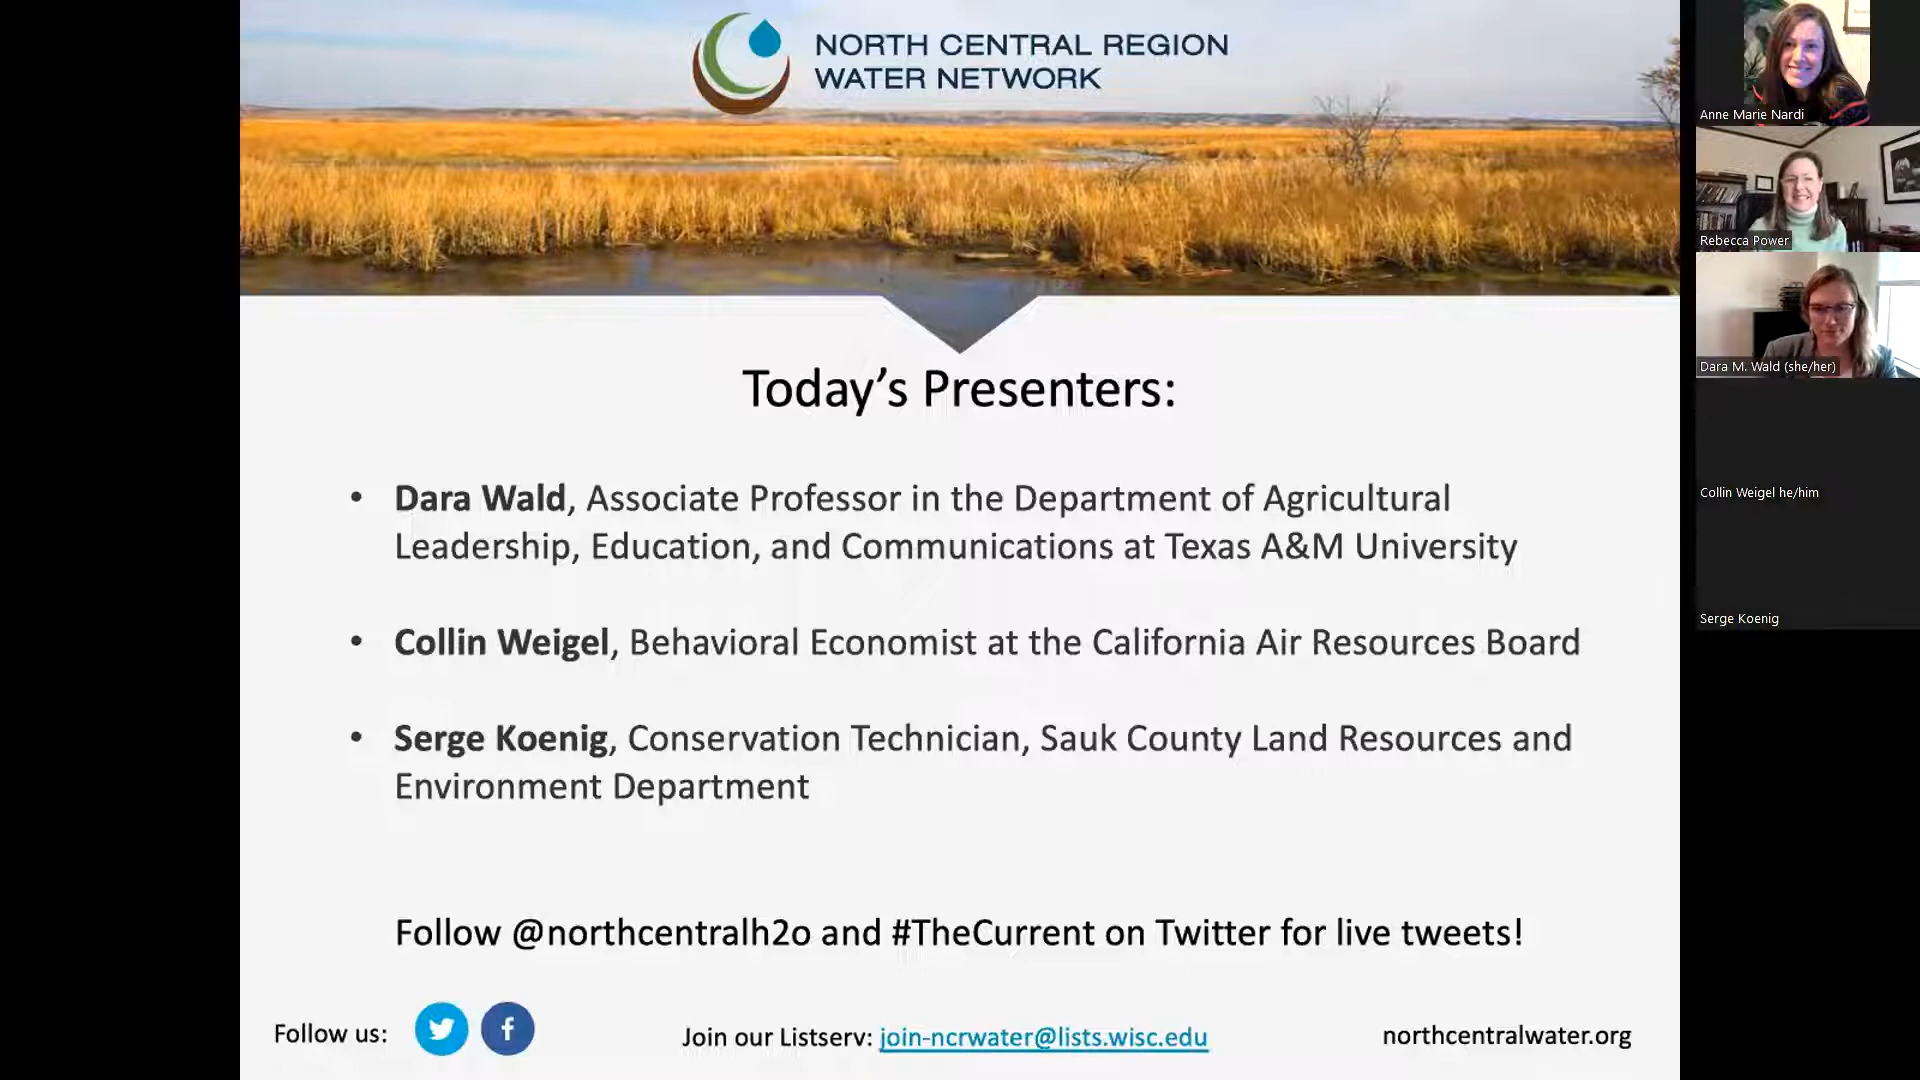 NORTH CENTRAL REGION
WATER NETWORK
Today's Presenters:
• Dara Wald, Associate Professor in the Department of Agricultural
Leadership, Education, and Communications at Texas A&M University
• Collin Weigel, Behavioral Economist at the California Air Resources Board
• Serge Koenig, Conservation Technician, Sauk County Land Resources and
Environment Department
Follow @northcentralh2o and #TheCurrent on Twitter for live tweets!
Follow us:
Join our Listserv: join-ncrwater@lists.wisc.edu
northcentralwater.org
Anne Marie Nardi
Rebecca Power
Dara M. Wald (she/her)
Collin Weigel he/him
Serge Koenig